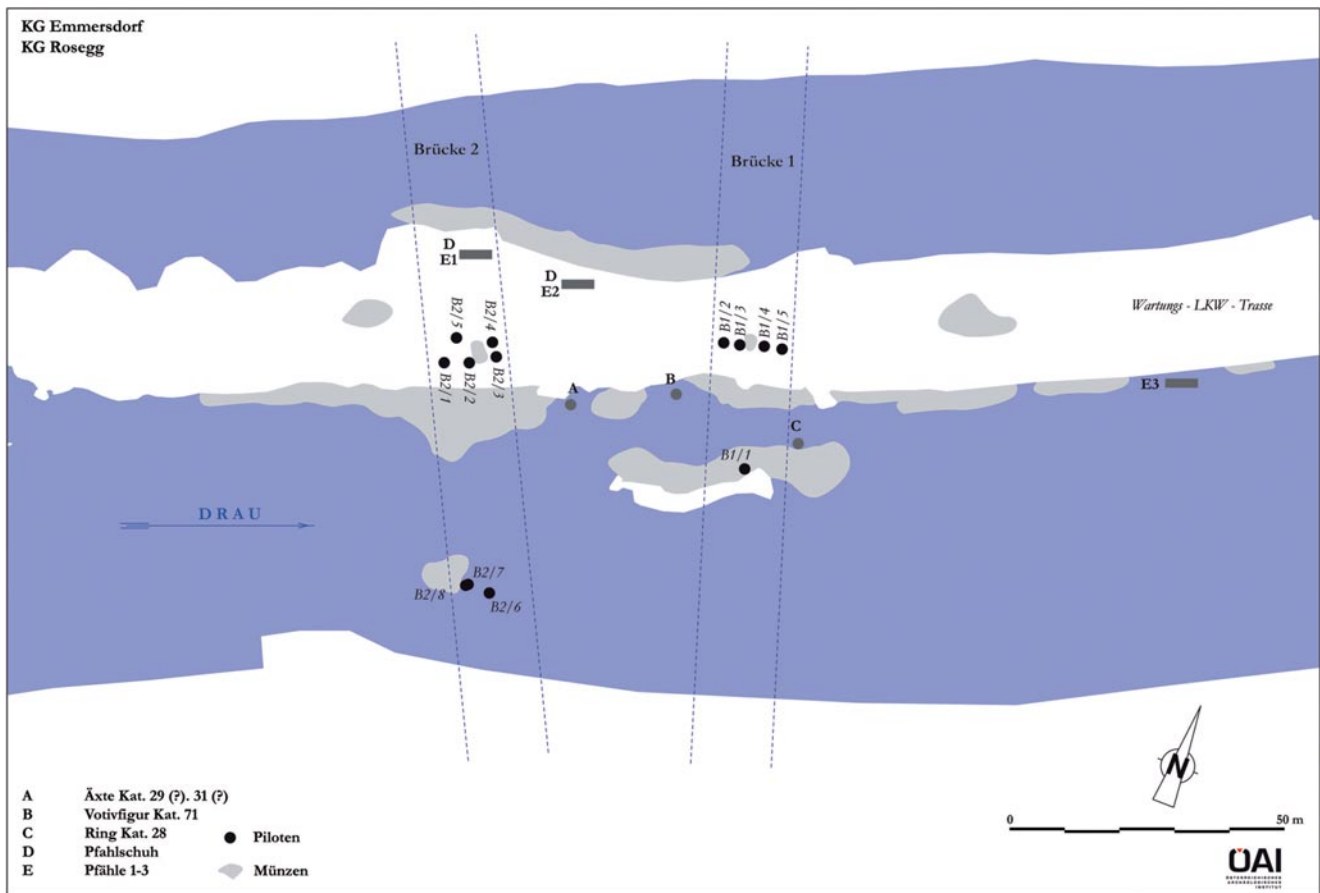 KG Emmersdorf
KG Rosegg
Brücke 2
Brücke 1
D
E1
D
E2
B2/5
B2/4
B1/2
B1/3
B1/4
B1/5
Wartungs - LKW - Trasse
B2/1
B2/2
B2/3
A
B
E3
C
B1/1
DRAU
B2/7
B2/8
B2/6
N
A Äxte Kat. 29 (?). 31 (?)
B Votivfigur Kat. 71
C Ring Kat. 28
Piloten
D Pfahlschuh
E Pfähle 1-3
Münzen
0 50 m
ÖAI
ÖSTERREICHISCHES
ARCHÄOLOGISCHES
INSTITUT